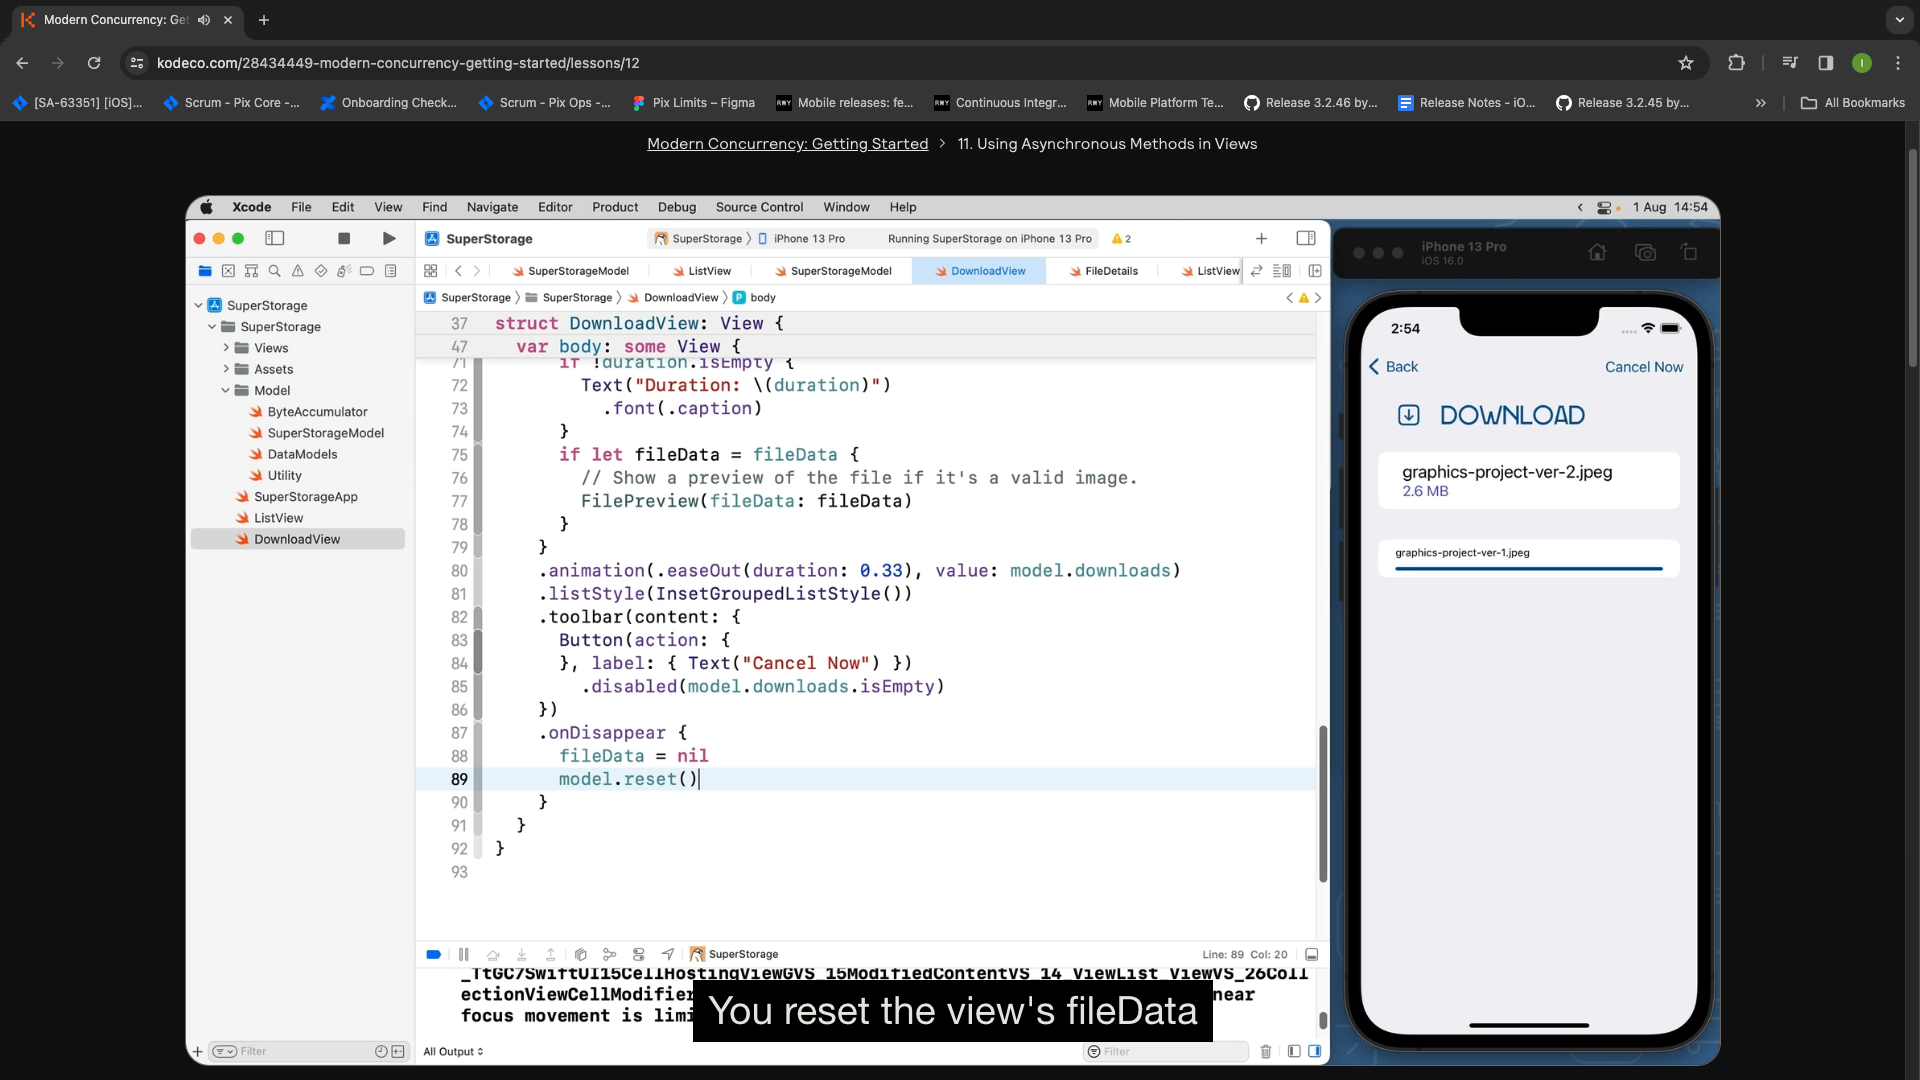 Modern Concurrency: Get
kodeco.com/28434449-modern-concurrency-getting-started/lessons/12
[SA-63351] [iOS]...
Scrum - Pix Core -...
Onboarding Check...
Scrum - Pix Ops -...
Pix Limits – Figma
RWY
Mobile releases: fe...
RWY
Continuous Integr...
RWY
Mobile Platform Te...
Release 3.2.46 by...
Release Notes - iO...
Release 3.2.45 by...
All Bookmarks
Modern Concurrency: Getting Started > 11. Using Asynchronous Methods in Views
Xcode File Edit View Find Navigate Editor Product Debug Source Control Window Help
1 Aug 14:54
SuperStorage
SuperStorage 〉 iPhone 13 Pro
Running SuperStorage on iPhone 13 Pro
2
SuperStorageModel
ListView
SuperStorageModel
DownloadView
FileDetails
ListView
SuperStorage 〉 SuperStorage 〉 DownloadView 〉 P body
SuperStorage
SuperStorage
Views
Assets
Model
ByteAccumulator
SuperStorageModel
DataModels
Utility
SuperStorageApp
ListView
DownloadView
Filter
37 struct DownloadView: View {
47 var body: some View {
71 if !duration.isEmpty {
72 Text("Duration: \(duration)")
73 .font(.caption)
74 }
75 if let fileData = fileData {
76 // Show a preview of the file if it's a valid image.
77 FilePreview(fileData: fileData)
78 }
79 }
80 .animation(.easeOut(duration: 0.33), value: model.downloads)
81 .listStyle(InsetGroupedListStyle())
82 .toolbar(content: {
83 Button(action: {
84 }, label: { Text("Cancel Now") })
85 .disabled(model.downloads.isEmpty)
86 })
87 .onDisappear {
88 fileData = nil
89 model.reset()
90 }
91 }
92 }
93
SuperStorage
Line: 89 Col: 20
_TtGC7SwiftUI15CellHostingViewGVS_15ModifiedContentVS_14_ViewList_ViewVS_26Coll
ectionViewCellModifier near
focus movement is limi
You reset the view's fileData
All Output
Filter
iPhone 13 Pro
iOS 16.0
2:54
Back
Cancel Now
DOWNLOAD
graphics-project-ver-2.jpeg
2.6 MB
graphics-project-ver-1.jpeg